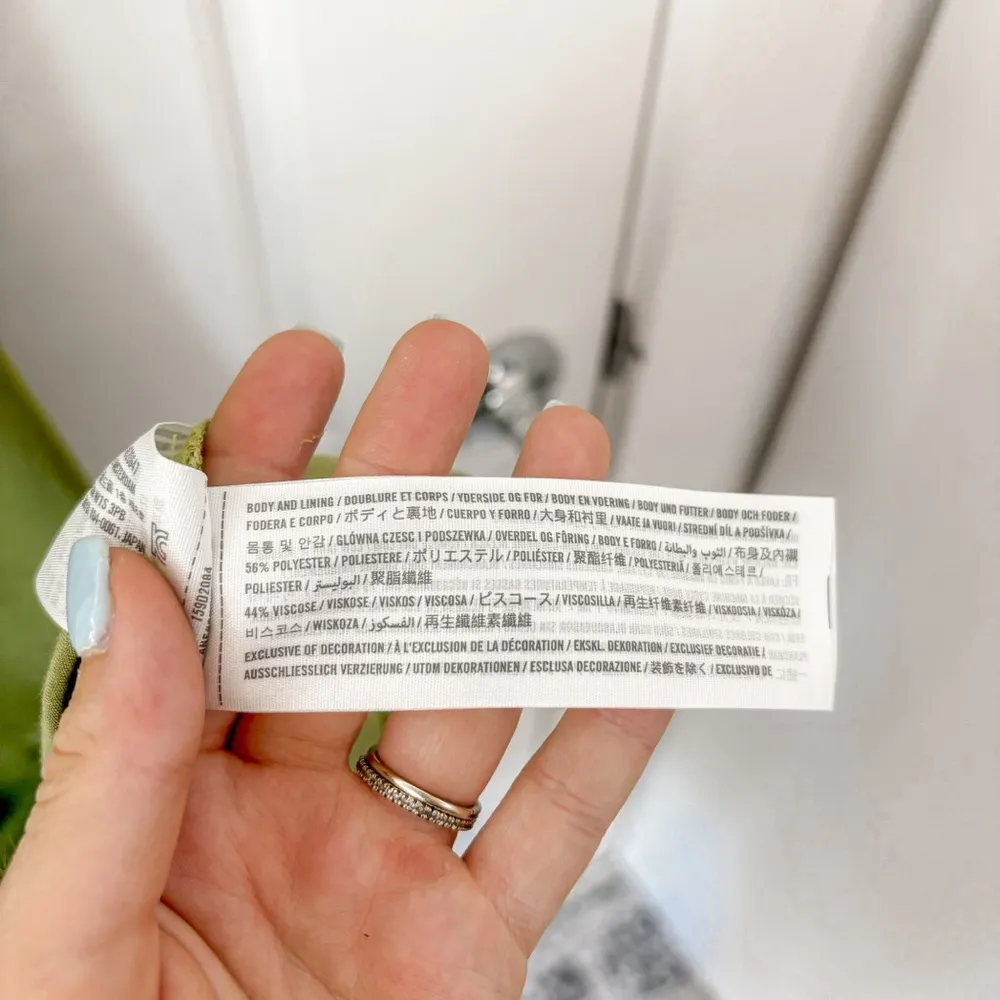 BODY AND LINING / DOUBLURE ET CORPS / YDERSIDE OG FOR / BODY EN VOERING / BODY UND FUTTER / BODY OCH FODER /
FODERA E CORPO / ボディと裏地 / CUERPO Y FORRO / 大身和衬里 / VAATE JA VUORI / STREDNÍ DÍL A PODŠÍVKA /
몸통 및 안감 / GLÓWNA CZESC I PODSZEWKA / OVERDEL OG FÔRING / BODY E FORRO / الثوب والبطانة / 布身及內襯
56% POLYESTER / POLIESTERE / ポリエステル / POLIÉSTER / 聚酯纤维 / POLYESTERIÄ / 폴리에스테르 /
POLIESTER / البوليستر / 聚脂纖維
44% VISCOSE / VISKOSE / VISKOS / VISCOSA / ビスコース / VISCOSILLA / 再生纤维素纤维 / VISKOOSIA / VISKÓZA /
비스코스 / WISKOZA / الفسكوز / 再生纖維素纖維
EXCLUSIVE OF DECORATION / À L'EXCLUSION DE LA DÉCORATION / EKSKL. DEKORATION / EXCLUSIEF DECORATIE /
AUSSCHLIESSLICH VERZIERUNG / UTOM DEKORATIONEN / ESCLUSA DECORAZIONE / 装飾を除く / EXCLUSIVO DE
159D20A4